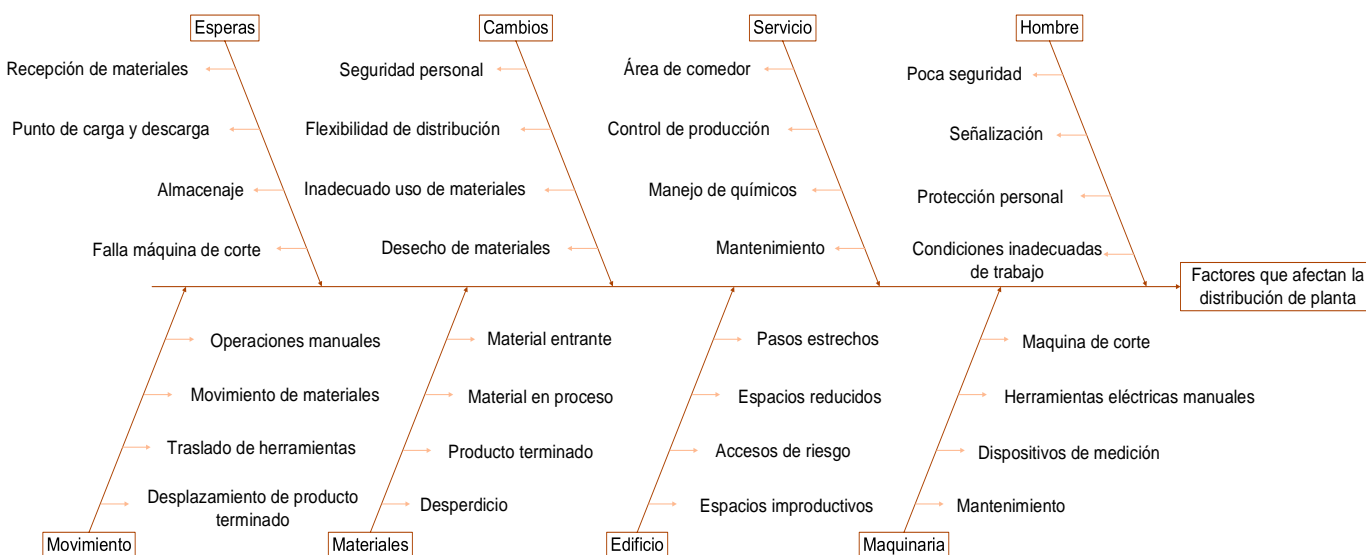 Esperas
Cambios
Servicio
Hombre
Recepción de materiales
Seguridad personal
Área de comedor
Poca seguridad
Punto de carga y descarga
Flexibilidad de distribución
Control de producción
Señalización
Almacenaje
Inadecuado uso de materiales
Manejo de químicos
Protección personal
Falla máquina de corte
Desecho de materiales
Mantenimiento
Condiciones inadecuadas
de trabajo
Factores que afectan la
distribución de planta
Operaciones manuales
Material entrante
Pasos estrechos
Maquina de corte
Movimiento de materiales
Material en proceso
Espacios reducidos
Herramientas eléctricas manuales
Traslado de herramientas
Producto terminado
Accesos de riesgo
Dispositivos de medición
Desplazamiento de producto
terminado
Desperdicio
Espacios improductivos
Mantenimiento
Movimiento
Materiales
Edificio
Maquinaria